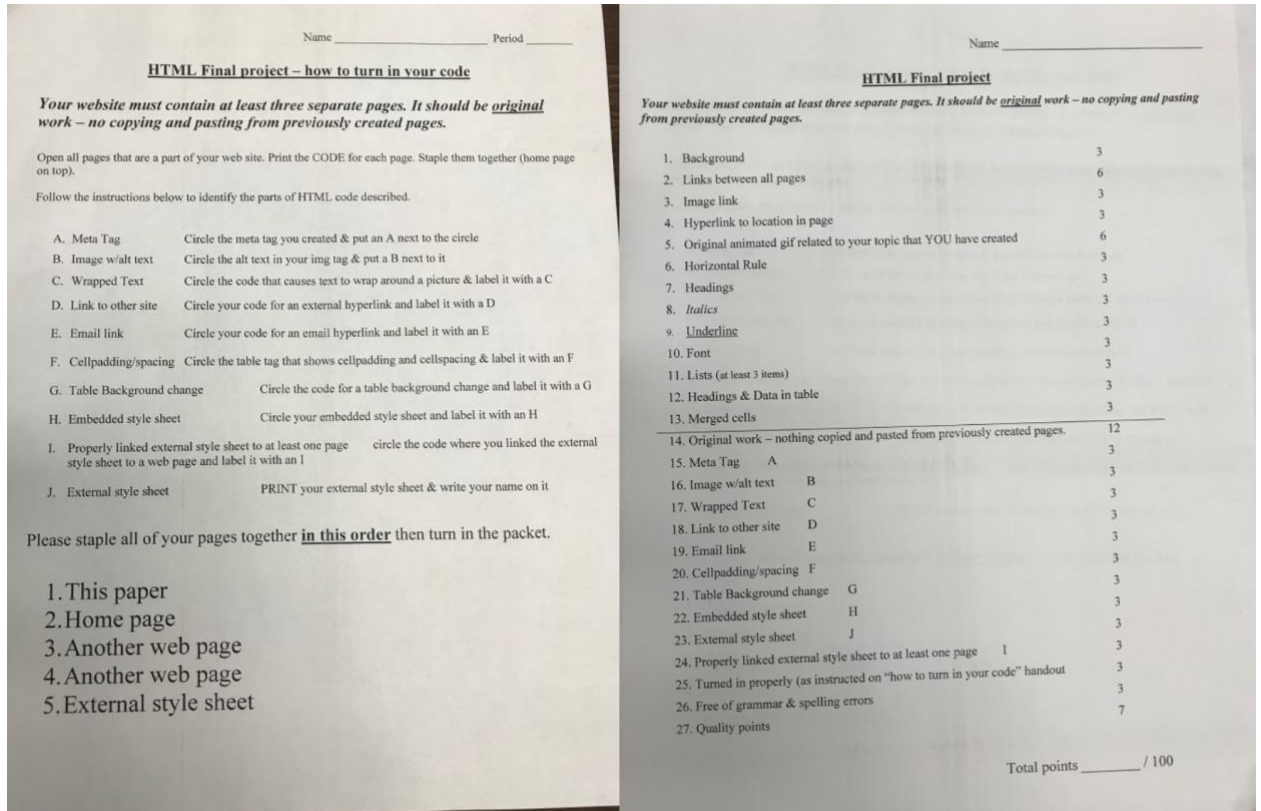 Name ____________________ Period ______
HTML Final project – how to turn in your code
Your website must contain at least three separate pages. It should be original
work – no copying and pasting from previously created pages.
Open all pages that are a part of your web site. Print the CODE for each page. Staple them together (home page
on top).
Follow the instructions below to identify the parts of HTML code described.
A. Meta Tag Circle the meta tag you created & put an A next to the circle
B. Image w/alt text Circle the alt text in your img tag & put a B next to it
C. Wrapped Text Circle the code that causes text to wrap around a picture & label it with a C
D. Link to other site Circle your code for an external hyperlink and label it with a D
E. Email link Circle your code for an email hyperlink and label it with an E
F. Cellpadding/spacing Circle the table tag that shows cellpadding and cellspacing & label it with an F
G. Table Background change Circle the code for a table background change and label it with a G
H. Embedded style sheet Circle your embedded style sheet and label it with an H
I. Properly linked external style sheet to at least one page circle the code where you linked the external
style sheet to a web page and label it with an I
J. External style sheet PRINT your external style sheet & write your name on it
Please staple all of your pages together in this order then turn in the packet.
1. This paper
2. Home page
3. Another web page
4. Another web page
5. External style sheet
Name ____________________
HTML Final project
Your website must contain at least three separate pages. It should be original work – no copying and pasting
from previously created pages.
1. Background 3
2. Links between all pages 6
3. Image link 3
4. Hyperlink to location in page 3
5. Original animated gif related to your topic that YOU have created 6
6. Horizontal Rule 3
7. Headings 3
8. Italics 3
9. Underline 3
10. Font 3
11. Lists (at least 3 items) 3
12. Headings & Data in table 3
13. Merged cells 3
14. Original work – nothing copied and pasted from previously created pages. 12
15. Meta Tag A 3
16. Image w/alt text B 3
17. Wrapped Text C 3
18. Link to other site D 3
19. Email link E 3
20. Cellpadding/spacing F 3
21. Table Background change G 3
22. Embedded style sheet H 3
23. External style sheet J 3
24. Properly linked external style sheet to at least one page I 3
25. Turned in properly (as instructed on “how to turn in your code” handout 3
26. Free of grammar & spelling errors 3
27. Quality points 7
Total points ________ / 100